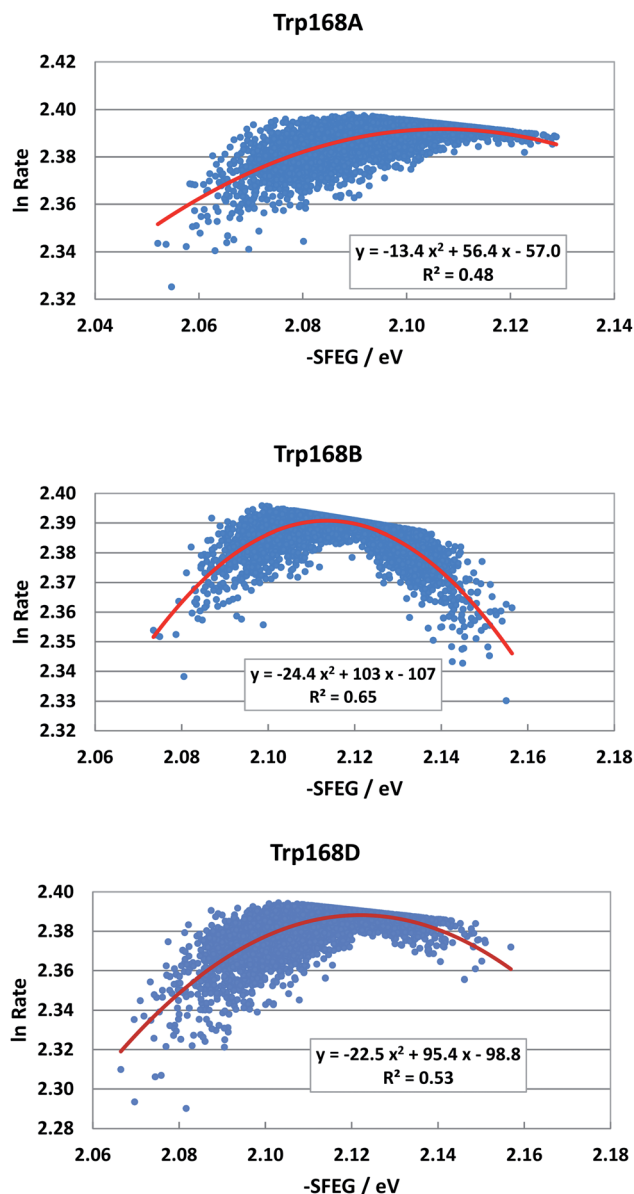 Trp168A
2.42
2.40
2.38
2.36
2.34
2.32
ln Rate
y = -13.4 x² + 56.4 x - 57.0
R² = 0.48
2.04 2.06 2.08 2.10 2.12 2.14
-SFEG / eV
Trp168B
2.40
2.39
2.38
2.37
2.36
2.35
2.34
2.33
2.32
ln Rate
y = -24.4 x² + 103 x - 107
R² = 0.65
2.06 2.08 2.10 2.12 2.14 2.16 2.18
-SFEG / eV
Trp168D
2.40
2.38
2.36
2.34
2.32
2.30
2.28
ln Rate
y = -22.5 x² + 95.4 x - 98.8
R² = 0.53
2.06 2.08 2.10 2.12 2.14 2.16 2.18
-SFEG / eV